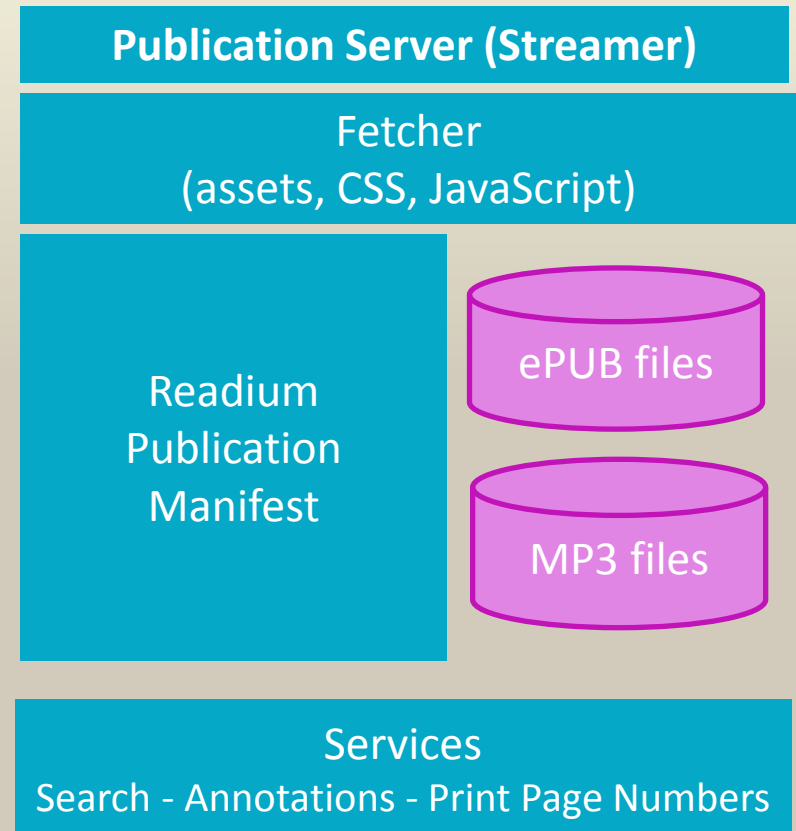 Publication Server (Streamer)
Fetcher
(assets, CSS, JavaScript)
Readium
Publication
Manifest
ePUB files
MP3 files
Services
Search - Annotations - Print Page Numbers